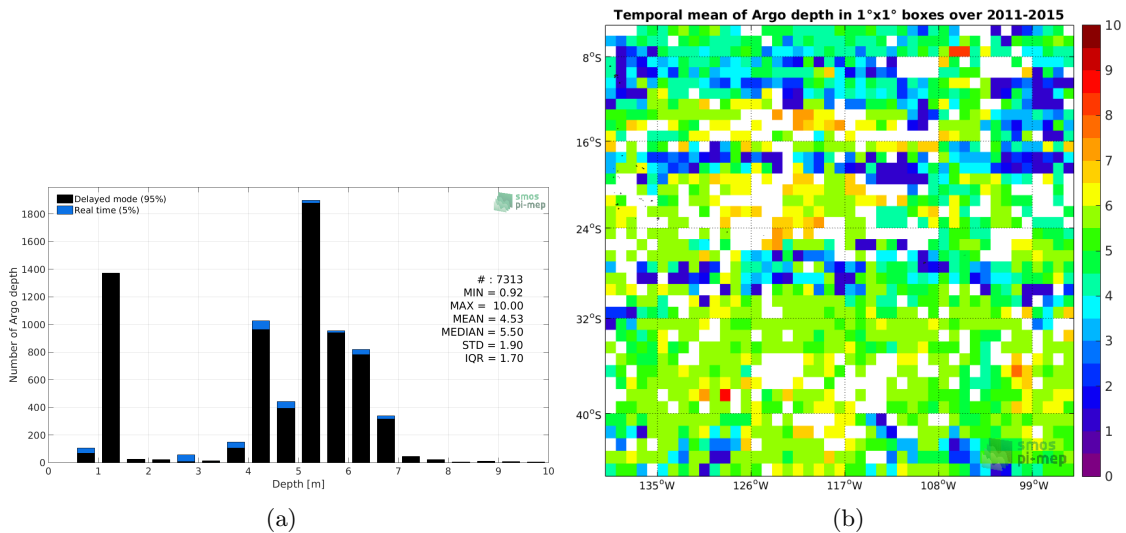 Delayed mode (95%)
Real time (5%)
smos
pi-mep
# : 7313
MIN = 0.92
MAX = 10.00
MEAN = 4.53
MEDIAN = 5.50
STD = 1.90
IQR = 1.70
Number of Argo depth
1800
1600
1400
1200
1000
800
600
400
200
0
0 1 2 3 4 5 6 7 8 9 10
Depth [m]
(a)
Temporal mean of Argo depth in 1°x1° boxes over 2011-2015
8°S
16°S
24°S
32°S
40°S
135°W 126°W 117°W 108°W 99°W
smos
pi-mep
10
9
8
7
6
5
4
3
2
1
0
(b)